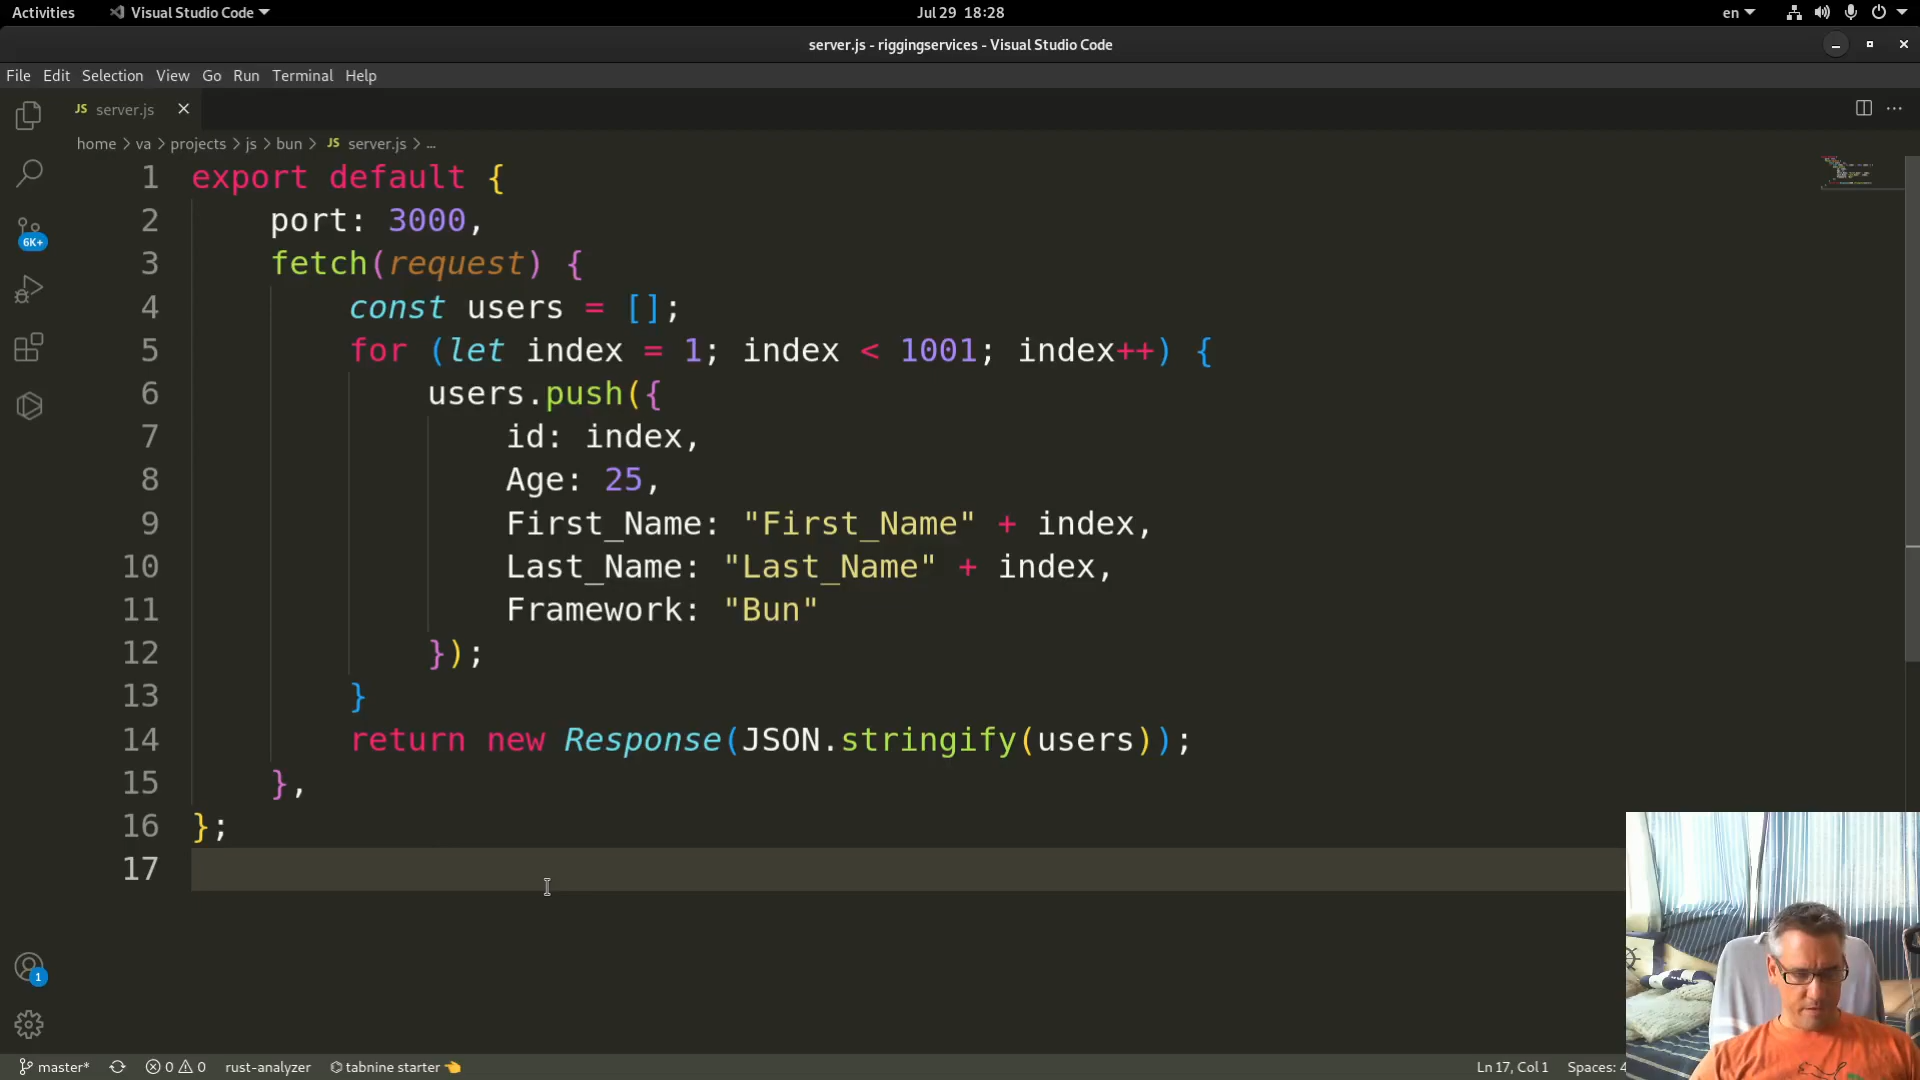 Activities Visual Studio Code Jul 29 18:28 en
server.js - riggingservices - Visual Studio Code
File Edit Selection View Go Run Terminal Help
JS server.js
home > va > projects > js > bun > JS server.js > ...
1 export default {
2 port: 3000,
3 fetch(request) {
4 const users = [];
5 for (let index = 1; index < 1001; index++) {
6 users.push({
7 id: index,
8 Age: 25,
9 First_Name: "First_Name" + index,
10 Last_Name: "Last_Name" + index,
11 Framework: "Bun"
12 });
13 }
14 return new Response(JSON.stringify(users));
15 },
16 };
17
6K+
1
master* 0 0 rust-analyzer tabnine starter Ln 17, Col 1 Spaces: 4